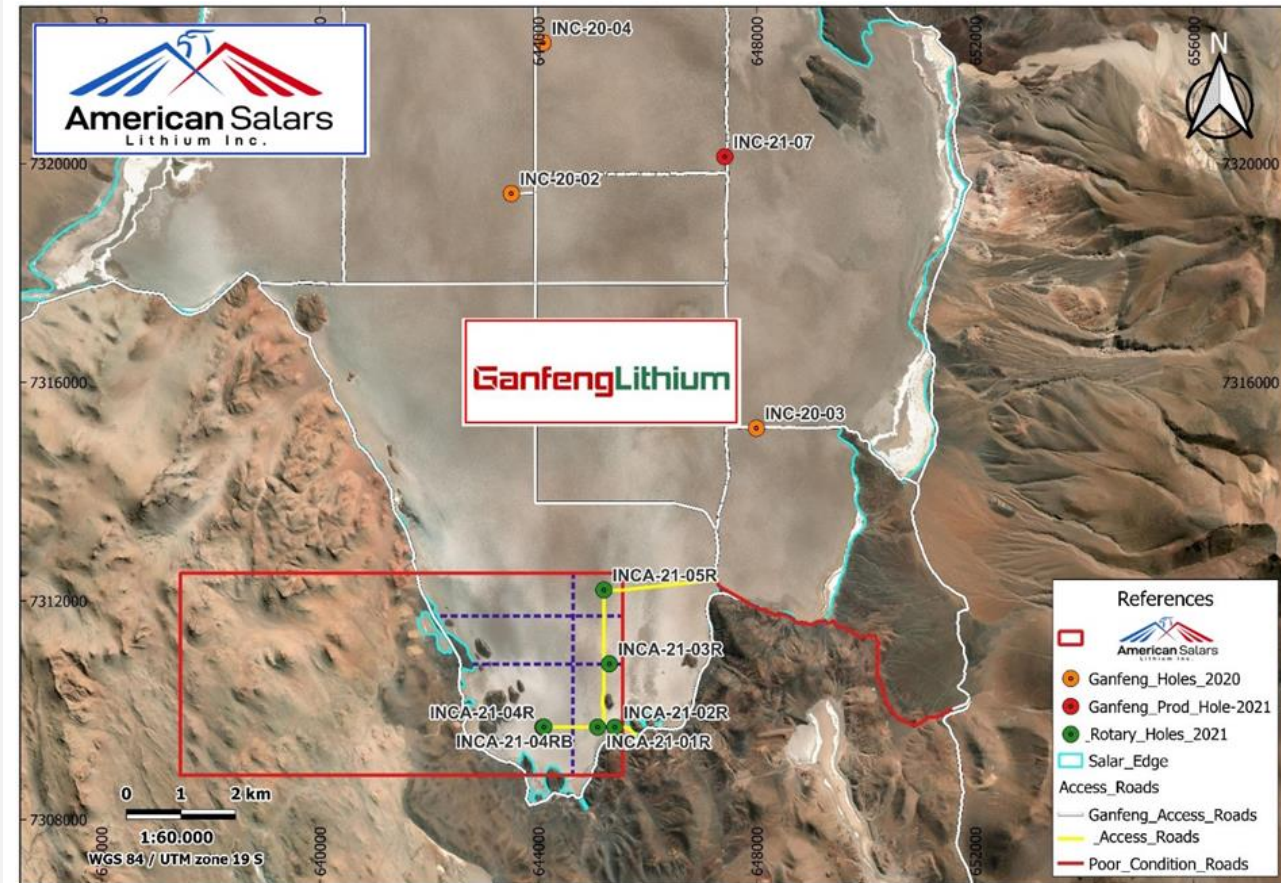 American Salars
Lithium Inc.
644000
648000
652000
656000
N
INC-20-04
INC-21-07
INC-20-02
7320000
7320000
GanfengLithium
7316000
7316000
INC-20-03
INCA-21-05R
7312000
7312000
INCA-21-03R
INCA-21-04R
INCA-21-02R
INCA-21-04RB
INCA-21-01R
0 1 2 km
1:60.000
WGS 84 / UTM zone 19 S
7308000
640000
644000
648000
652000
References
American Salars
Lithium Inc.
Ganfeng_Holes_2020
Ganfeng_Prod_Hole-2021
_Rotary_Holes_2021
Salar_Edge
Access_Roads
Ganfeng_Access_Roads
_Access_Roads
Poor_Condition_Roads